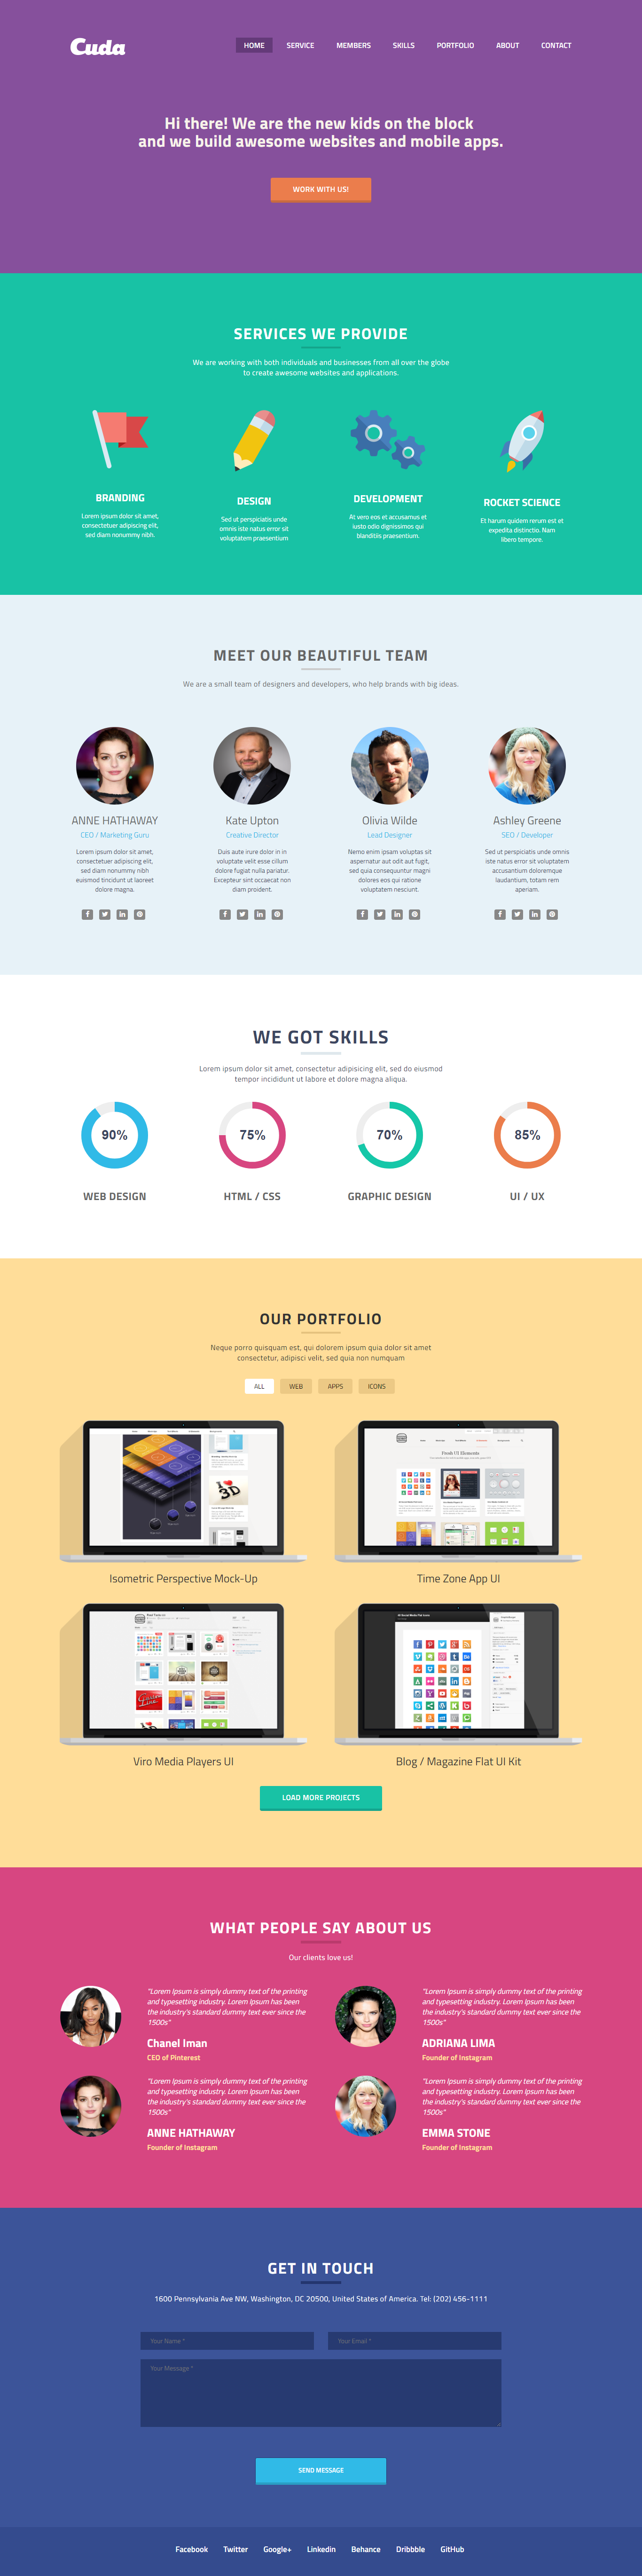 Cuda
HOME SERVICE MEMBERS SKILLS PORTFOLIO ABOUT CONTACT
Hi there! We are the new kids on the block
and we build awesome websites and mobile apps.
WORK WITH US!
SERVICES WE PROVIDE
We are working with both individuals and businesses from all over the globe
to create awesome websites and applications.
BRANDING
Lorem ipsum dolor sit amet,
consectetuer adipiscing elit,
sed diam nonummy nibh.
DESIGN
Sed ut perspiciatis unde
omnis iste natus error sit
voluptatem praesentium
DEVELOPMENT
At vero eos et accusamus et
iusto odio dignissimos qui
blanditiis praesentium.
ROCKET SCIENCE
Et harum quidem rerum est et
expedita distinctio. Nam
libero tempore.
MEET OUR BEAUTIFUL TEAM
We are a small team of designers and developers, who help brands with big ideas.
ANNE HATHAWAY
CEO / Marketing Guru
Lorem ipsum dolor sit amet,
consectetuer adipiscing elit,
sed diam nonummy nibh
euismod tincidunt ut laoreet
dolore magna.
Kate Upton
Creative Director
Duis aute irure dolor in in
voluptate velit esse cillum
dolore fugiat nulla pariatur.
Excepteur sint occaecat non
diam proident.
Olivia Wilde
Lead Designer
Nemo enim ipsam voluptas sit
aspernatur aut odit aut fugit,
sed quia consequuntur magni
dolores eos qui ratione
voluptatem nesciunt.
Ashley Greene
SEO / Developer
Sed ut perspiciatis unde omnis
iste natus error sit voluptatem
accusantium doloremque
laudantium, totam rem
aperiam.
WE GOT SKILLS
Lorem ipsum dolor sit amet, consectetur adipisicing elit, sed do eiusmod
tempor incididunt ut labore et dolore magna aliqua.
90% 75% 70% 85%
WEB DESIGN HTML / CSS GRAPHIC DESIGN UI / UX
OUR PORTFOLIO
Neque porro quisquam est, qui dolorem ipsum quia dolor sit amet
consectetur, adipisci velit, sed quia non numquam
ALL WEB APPS ICONS
I 3D
Fresh UI Elements
Isometric Perspective Mock-Up
Time Zone App UI
Viro Media Players UI
Blog / Magazine Flat UI Kit
LOAD MORE PROJECTS
WHAT PEOPLE SAY ABOUT US
Our clients love us!
"Lorem Ipsum is simply dummy text of the printing
and typesetting industry. Lorem Ipsum has been
the industry's standard dummy text ever since the
1500s"
Chanel Iman
CEO of Pinterest
"Lorem Ipsum is simply dummy text of the printing
and typesetting industry. Lorem Ipsum has been
the industry's standard dummy text ever since the
1500s"
ADRIANA LIMA
Founder of Instagram
"Lorem Ipsum is simply dummy text of the printing
and typesetting industry. Lorem Ipsum has been
the industry's standard dummy text ever since the
1500s"
ANNE HATHAWAY
Founder of Instagram
"Lorem Ipsum is simply dummy text of the printing
and typesetting industry. Lorem Ipsum has been
the industry's standard dummy text ever since the
1500s"
EMMA STONE
Founder of Instagram
GET IN TOUCH
1600 Pennsylvania Ave NW, Washington, DC 20500, United States of America. Tel: (202) 456-1111
Your Name * Your Email *
Your Message *
SEND MESSAGE
Facebook Twitter Google+ Linkedin Behance Dribbble GitHub